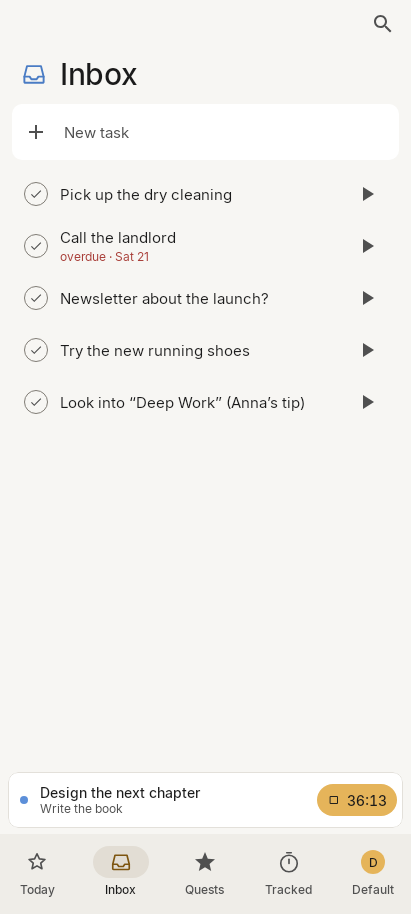 Inbox
New task
Pick up the dry cleaning
Call the landlord
overdue · Sat 21
Newsletter about the launch?
Try the new running shoes
Look into “Deep Work” (Anna’s tip)
Design the next chapter
Write the book
36:13
Today
Inbox
Quests
Tracked
D
Default